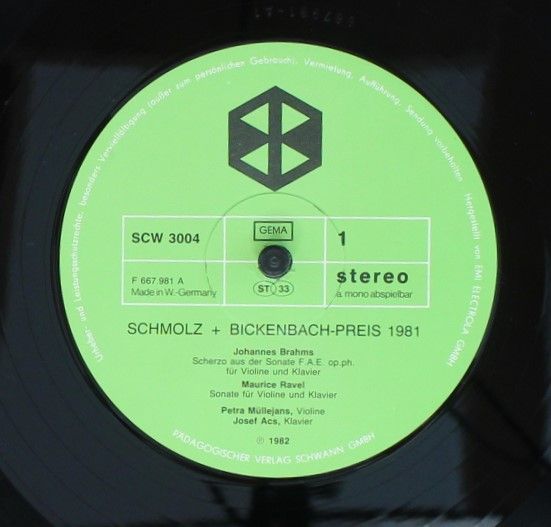 Urheber- und Leistungsschutzrechte, besonders Vervielfältigung (außer zum persönlichen Gebrauch), Vermietung, Aufführung, Sendung vorbehalten
Hergestellt von EMI ELECTROLA GMBH
SCW 3004
GEMA
1
F 667.981 A
Made in W.-Germany
ST 33
stereo
a. mono abspielbar
SCHMOLZ + BICKENBACH-PREIS 1981
Johannes Brahms
Scherzo aus der Sonate F.A.E. op.ph.
für Violine und Klavier
Maurice Ravel
Sonate für Violine und Klavier
Petra Müllejans, Violine
Josef Acs, Klavier
℗ 1982
PÄDAGOGISCHER VERLAG SCHWANN GMBH